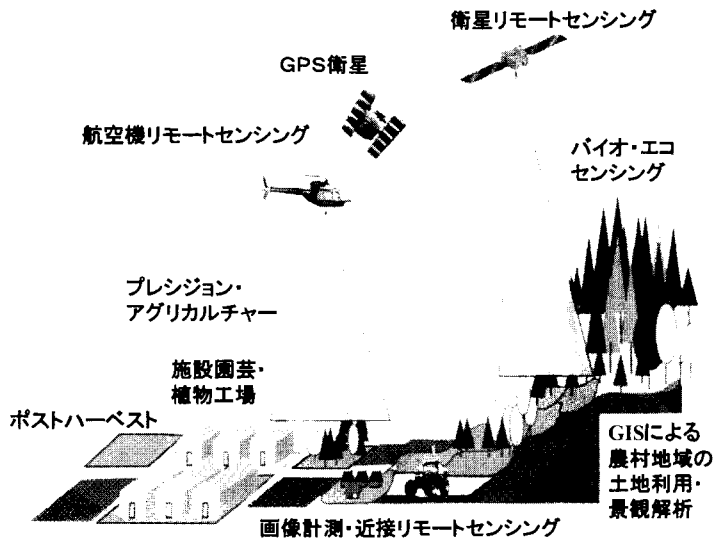 衛星リモートセンシング
GPS衛星
航空機リモートセンシング
バイオ・エコ
センシング
プレシジョン・
アグリカルチャー
施設園芸・
植物工場
ポストハーベスト
GISによる
農村地域の
土地利用・
景観解析
画像計測・近接リモートセンシング